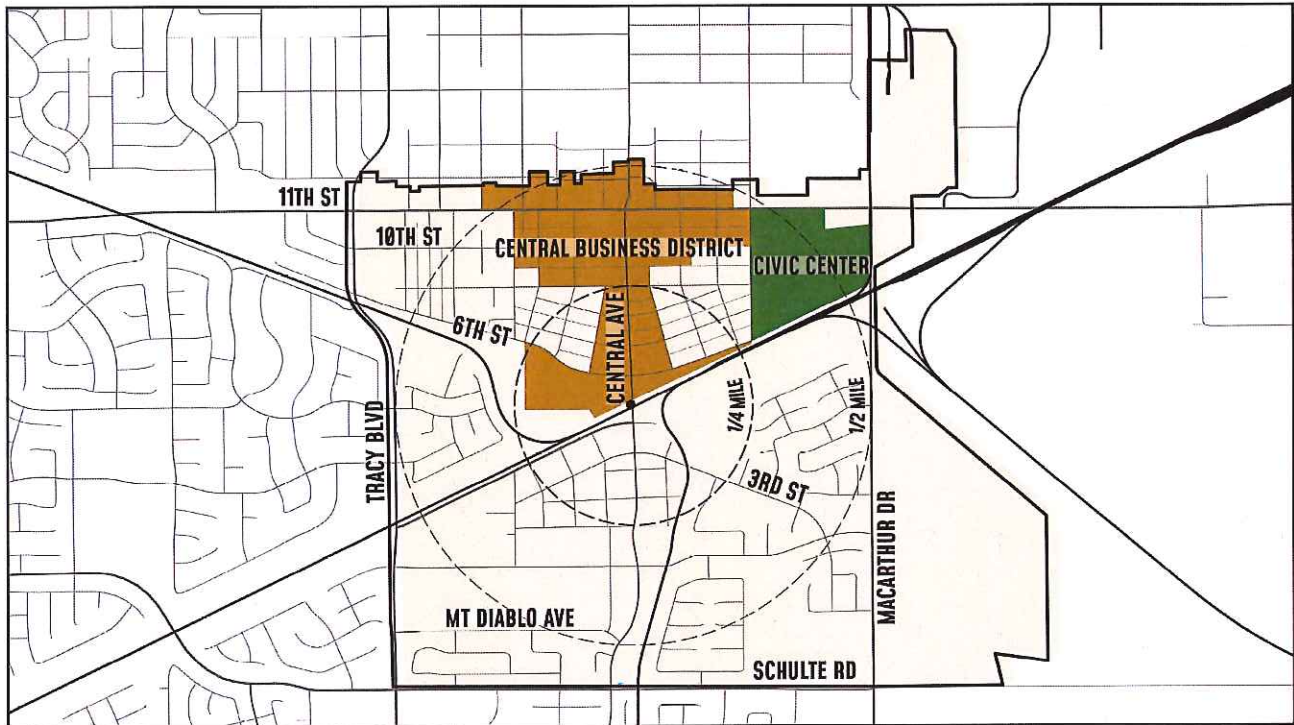 11TH ST
10TH ST
CENTRAL BUSINESS DISTRICT
CIVIC CENTER
6TH ST
CENTRAL AVE
TRACY BLVD
1/4 MILE
1/2 MILE
3RD ST
MACARTHUR DR
MT DIABLO AVE
SCHULTE RD